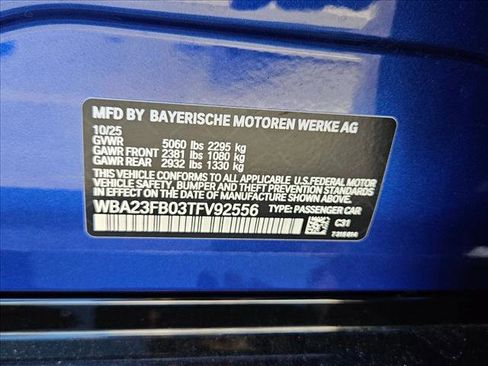 MFD BY BAYERISCHE MOTOREN WERKE AG
10/25
GVWR 5060 lbs 2295 kg
GAWR FRONT 2381 lbs 1080 kg
GAWR REAR 2932 lbs 1330 kg
THIS VEHICLE CONFORMS TO ALL APPLICABLE U.S.FEDERAL MOTOR
VEHICLE SAFETY, BUMPER, AND THEFT PREVENTION STANDARDS
IN EFFECT ON THE DATE OF MANUFACTURE SHOWN ABOVE.
WBA23FB03TFV92556 TYPE: PASSENGER CAR
C31